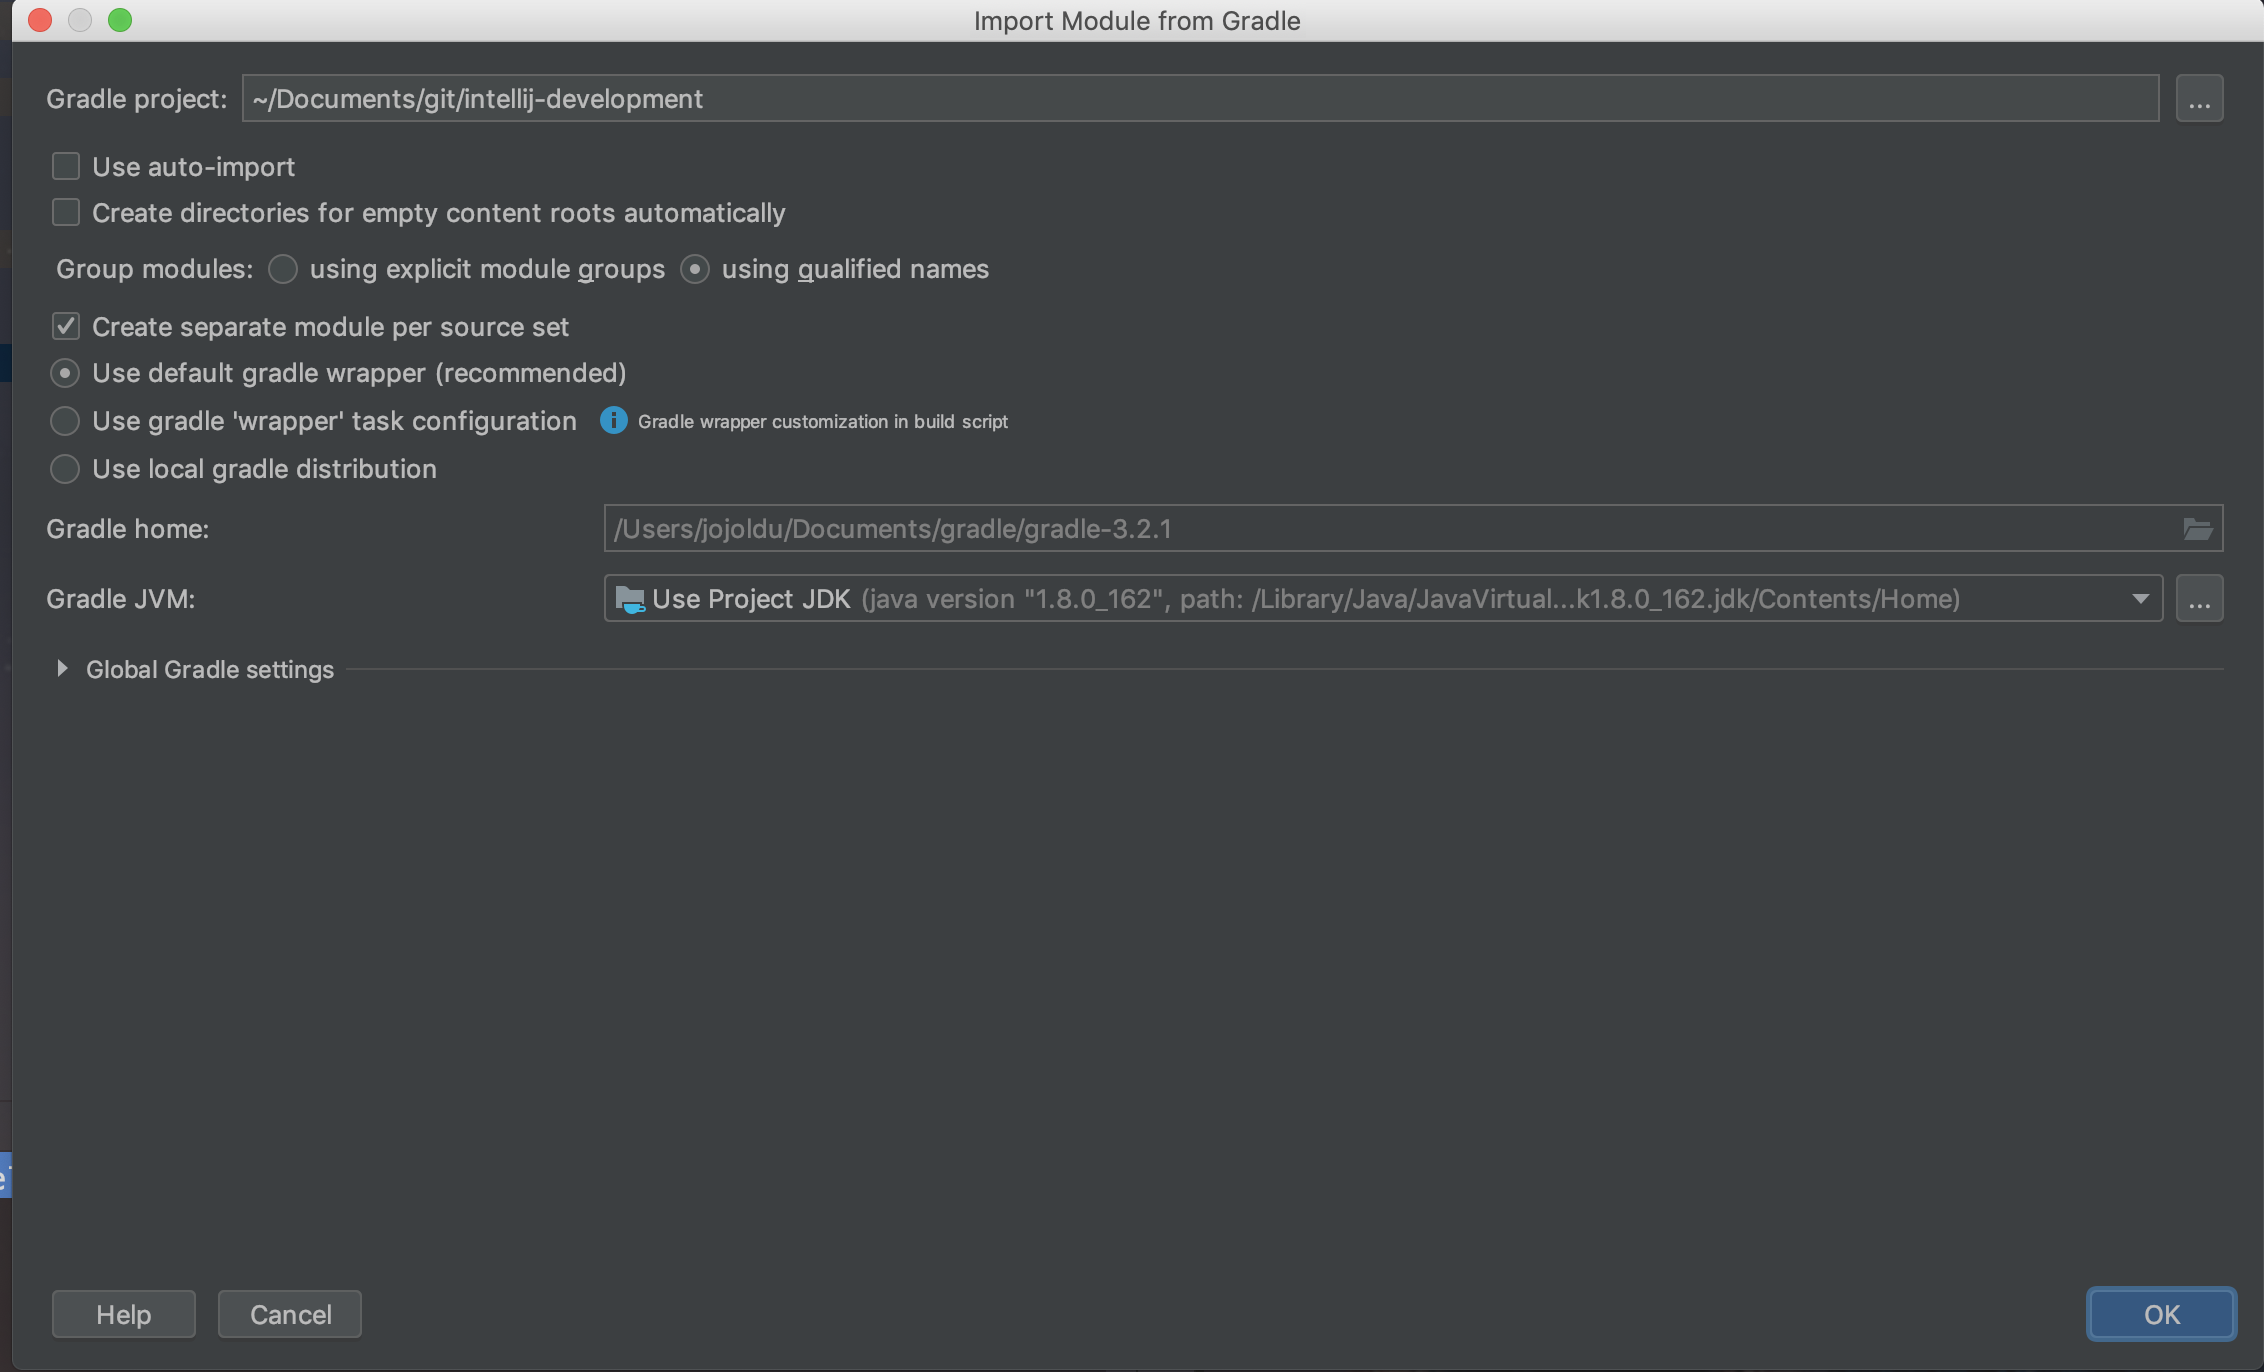 Import Module from Gradle
Gradle project: ~/Documents/git/intellij-development ...
Use auto-import
Create directories for empty content roots automatically
Group modules: using explicit module groups using qualified names
Create separate module per source set
Use default gradle wrapper (recommended)
Use gradle 'wrapper' task configuration Gradle wrapper customization in build script
Use local gradle distribution
Gradle home: /Users/jojoldu/Documents/gradle/gradle-3.2.1
Gradle JVM: Use Project JDK (java version "1.8.0_162", path: /Library/Java/JavaVirtual...k1.8.0_162.jdk/Contents/Home) ...
Global Gradle settings
Help Cancel OK